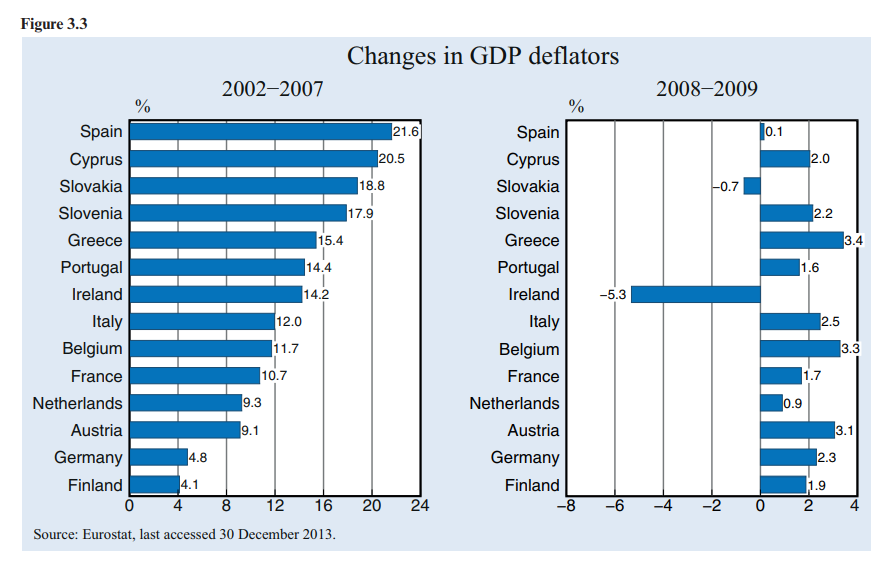 Figure 3.3
Changes in GDP deflators
2002–2007
%
Spain 21.6
Cyprus 20.5
Slovakia 18.8
Slovenia 17.9
Greece 15.4
Portugal 14.4
Ireland 14.2
Italy 12.0
Belgium 11.7
France 10.7
Netherlands 9.3
Austria 9.1
Germany 4.8
Finland 4.1
0 4 8 12 16 20 24
2008–2009
%
Spain 0.1
Cyprus 2.0
Slovakia –0.7
Slovenia 2.2
Greece 3.4
Portugal 1.6
Ireland –5.3
Italy 2.5
Belgium 3.3
France 1.7
Netherlands 0.9
Austria 3.1
Germany 2.3
Finland 1.9
–8 –6 –4 –2 0 2 4
Source: Eurostat, last accessed 30 December 2013.